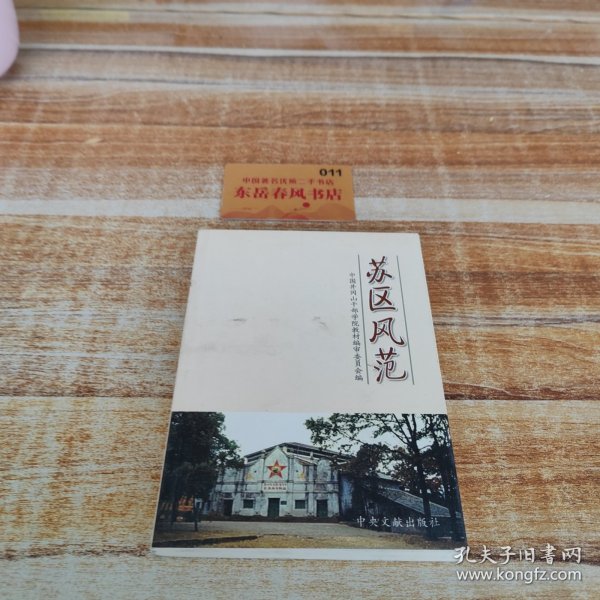 011
中国著名优质二手书店
东岳春风书店
苏区风范
中国井冈山干部学院教材编审委员会编
中央文献出版社
孔夫子旧书网
www.kongfz.com